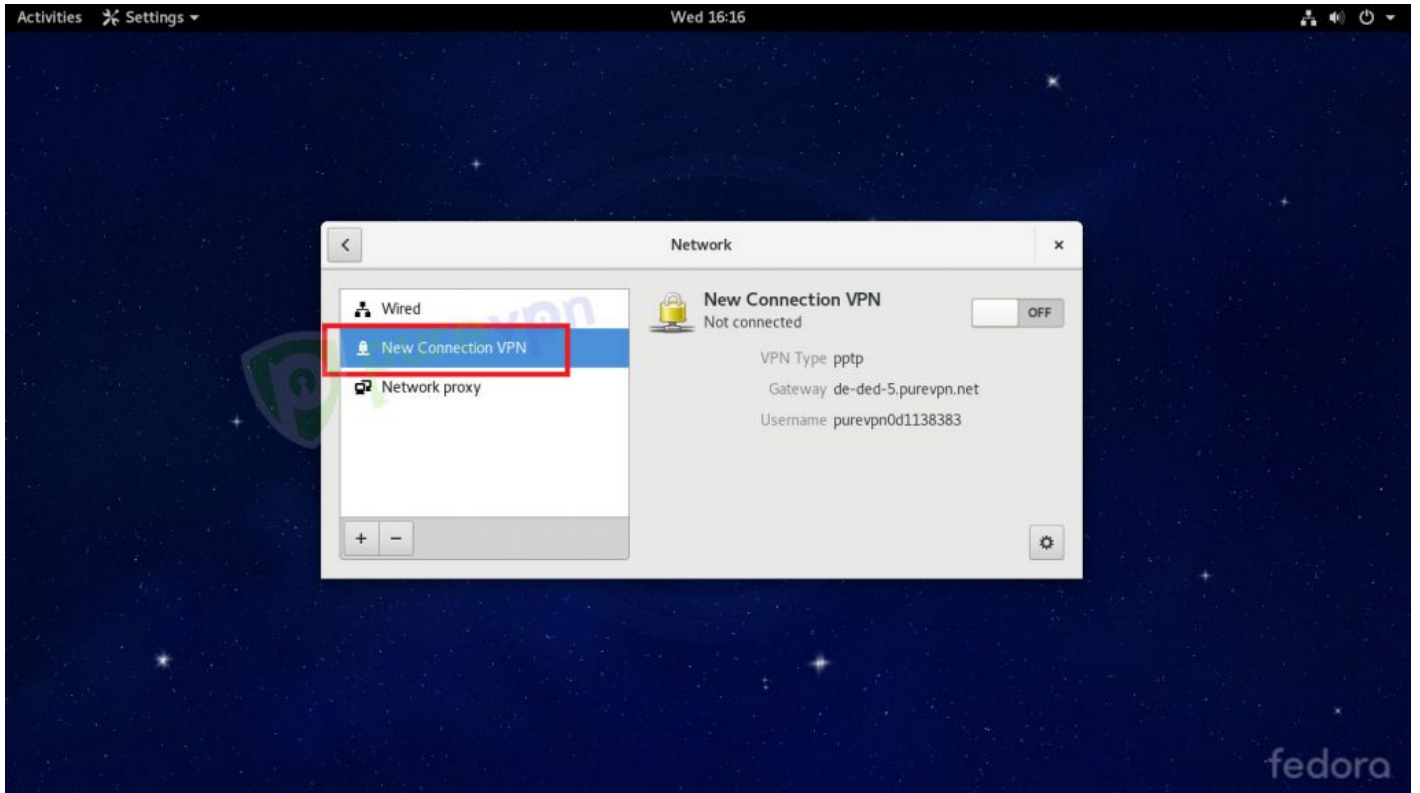 Activities Settings Wed 16:16
Network
Wired
New Connection VPN
Network proxy
New Connection VPN
Not connected
OFF
VPN Type pptp
Gateway de-ded-5.purevpn.net
Username purevpn0d1138383
+ −
purevpn
fedora